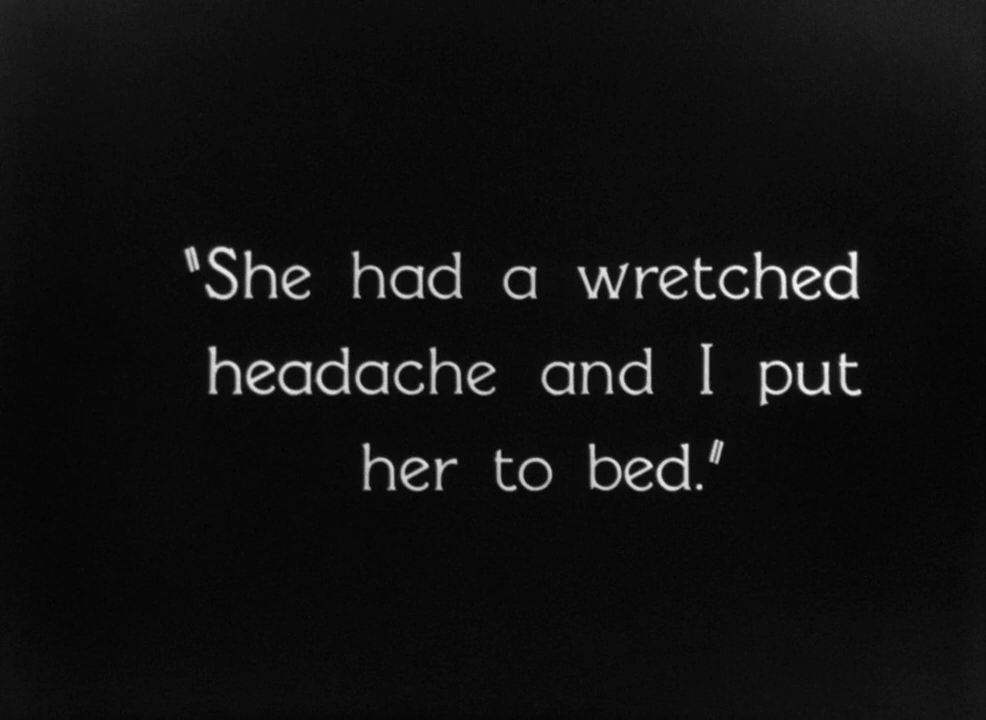 "She had a wretched
headache and I put
her to bed."